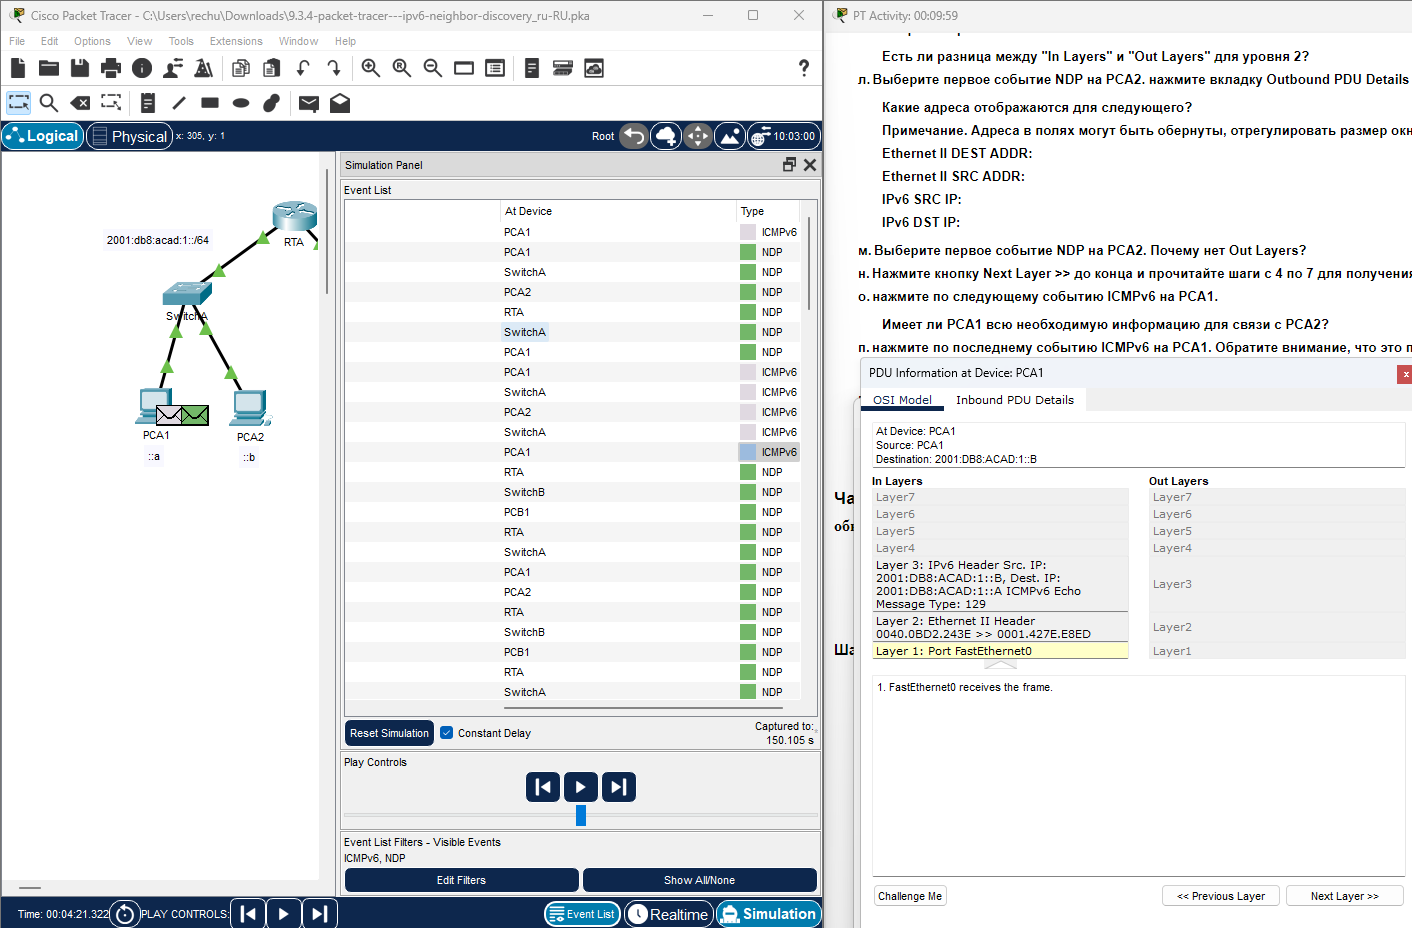 Cisco Packet Tracer - C:\Users\rechu\Downloads\9.3.4-packet-tracer---ipv6-neighbor-discovery_ru-RU.pka
File Edit Options View Tools Extensions Window Help
Logical Physical x: 305, y: 1 Root 10:03:00
2001:db8:acad:1::/64
RTA
SwitchA
PCA1
PCA2
::a
::b
Simulation Panel
Event List
At Device Type
PCA1 ICMPv6
PCA1 NDP
SwitchA NDP
PCA2 NDP
RTA NDP
SwitchA NDP
PCA1 NDP
PCA1 ICMPv6
SwitchA ICMPv6
PCA2 ICMPv6
SwitchA ICMPv6
PCA1 ICMPv6
RTA NDP
SwitchB NDP
PCB1 NDP
RTA NDP
SwitchA NDP
PCA1 NDP
PCA2 NDP
RTA NDP
SwitchB NDP
PCB1 NDP
RTA NDP
SwitchA NDP
Reset Simulation Constant Delay Captured to:
150.105 s
Play Controls
Event List Filters - Visible Events
ICMPv6, NDP
Edit Filters Show All/None
Time: 00:04:21.322 PLAY CONTROLS: Event List Realtime Simulation
PT Activity: 00:09:59
Есть ли разница между "In Layers" и "Out Layers" для уровня 2?
л. Выберите первое событие NDP на PCA2. нажмите вкладку Outbound PDU Details
Какие адреса отображаются для следующего?
Примечание. Адреса в полях могут быть обернуты, отрегулировать размер окн
Ethernet II DEST ADDR:
Ethernet II SRC ADDR:
IPv6 SRC IP:
IPv6 DST IP:
м. Выберите первое событие NDP на PCA2. Почему нет Out Layers?
н. Нажмите кнопку Next Layer >> до конца и прочитайте шаги с 4 по 7 для получения
о. нажмите по следующему событию ICMPv6 на PCA1.
Имеет ли PCA1 всю необходимую информацию для связи с PCA2?
п. нажмите по последнему событию ICMPv6 на PCA1. Обратите внимание, что это п
Ча
обн
Ша
PDU Information at Device: PCA1
x
OSI Model Inbound PDU Details
At Device: PCA1
Source: PCA1
Destination: 2001:DB8:ACAD:1::B
In Layers Out Layers
Layer7 Layer7
Layer6 Layer6
Layer5 Layer5
Layer4 Layer4
Layer 3: IPv6 Header Src. IP:
2001:DB8:ACAD:1::B, Dest. IP:
2001:DB8:ACAD:1::A ICMPv6 Echo
Message Type: 129
Layer3
Layer 2: Ethernet II Header
0040.0BD2.243E >> 0001.427E.E8ED
Layer2
Layer 1: Port FastEthernet0 Layer1
1. FastEthernet0 receives the frame.
Challenge Me << Previous Layer Next Layer >>